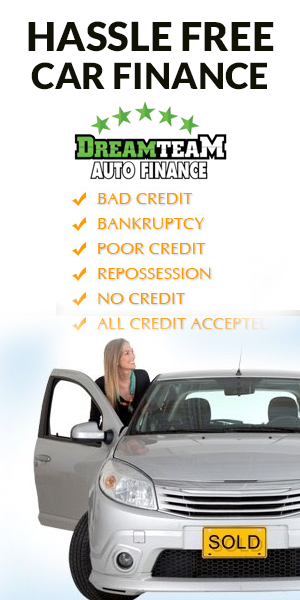 HASSLE FREE
CAR FINANCE
DREAMTEAM
AUTO FINANCE
BAD CREDIT
BANKRUPTCY
POOR CREDIT
REPOSSESSION
NO CREDIT
ALL CREDIT ACCEPTED
SOLD